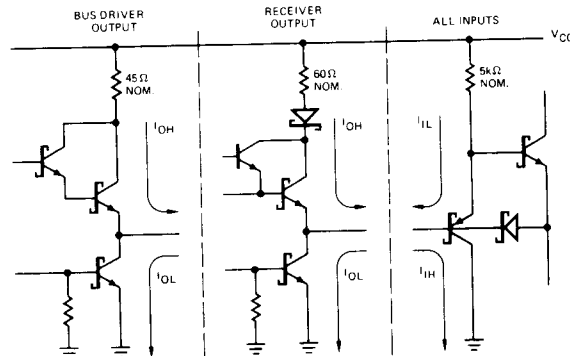 BUS DRIVER
OUTPUT
RECEIVER
OUTPUT
ALL INPUTS
VCC
45Ω
NOM.
60Ω
NOM.
5kΩ
NOM.
IOH
IOH
IIL
IOL
IOL
IIH